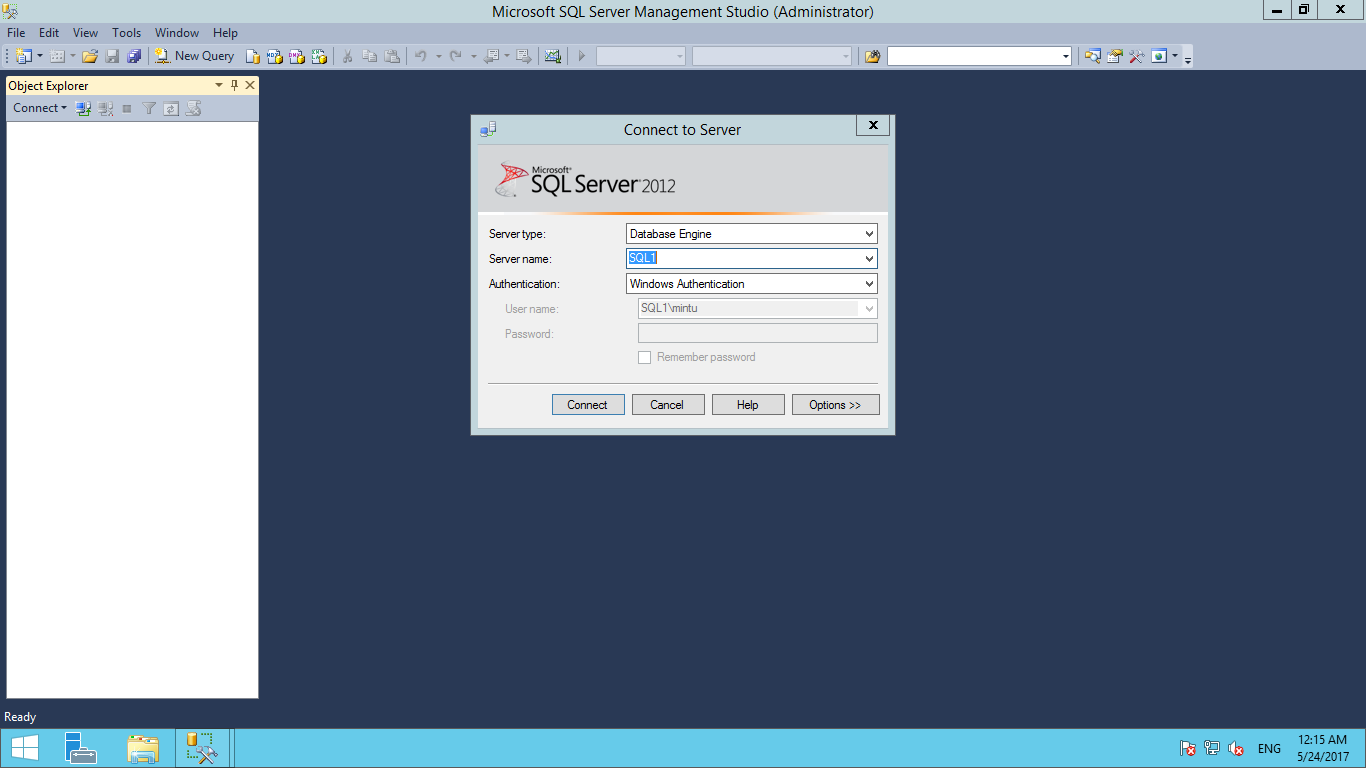 Microsoft SQL Server Management Studio (Administrator)
File Edit View Tools Window Help
New Query
Object Explorer
Connect
Connect to Server
Microsoft®
SQL Server® 2012
Server type: Database Engine
Server name: SQL1
Authentication: Windows Authentication
User name: SQL1\mintu
Password:
Remember password
Connect Cancel Help Options >>
Ready
ENG
12:15 AM
5/24/2017